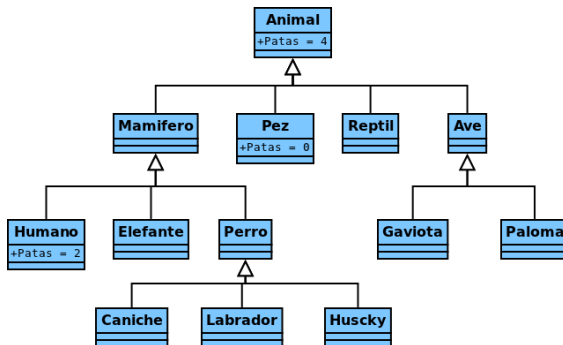 Animal
+Patas = 4
Mamifero
Pez
Reptil
Ave
+Patas = 0
Humano
Elefante
Perro
Gaviota
Paloma
+Patas = 2
Caniche
Labrador
Huscky